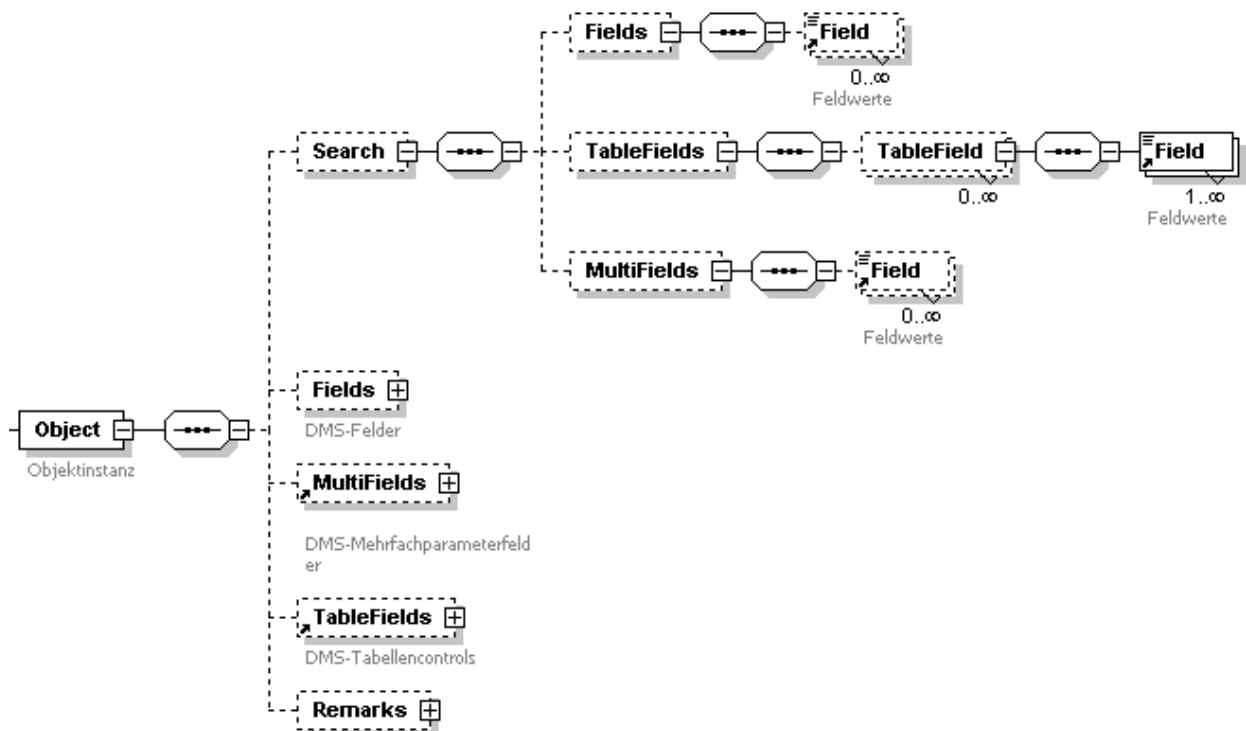 Fields
Field
0..∞
Feldwerte
Search
TableFields
TableField
Field
0..∞
1..∞
Feldwerte
MultiFields
Field
0..∞
Feldwerte
Fields
DMS-Felder
Object
Objektinstanz
MultiFields
DMS-Mehrfachparameterfeld
er
TableFields
DMS-Tabellencontrols
Remarks